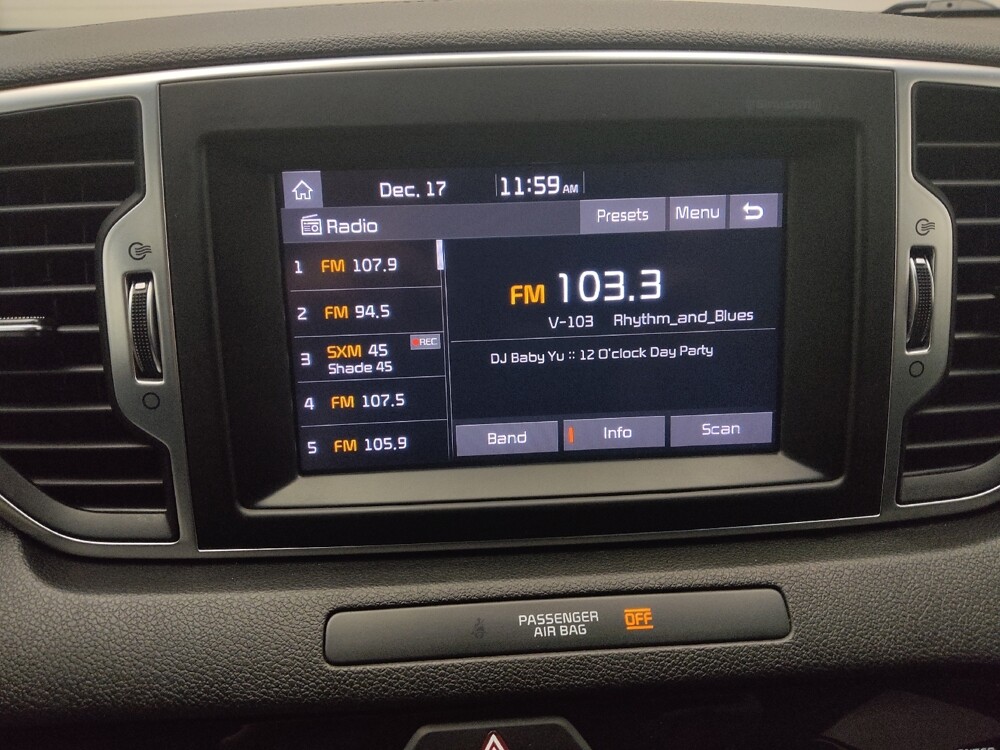 Dec. 17 11:59 AM
Radio Presets Menu
1 FM 107.9
2 FM 94.5
3 SXM 45 REC
Shade 45
4 FM 107.5
5 FM 105.9
FM 103.3
V-103 Rhythm_and_Blues
DJ Baby Yu :: 12 O'clock Day Party
Band Info Scan
PASSENGER
AIR BAG OFF